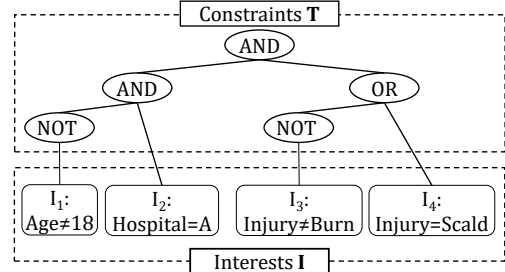 Constraints T
AND
AND
OR
NOT
NOT
I₁:
Age≠18
I₂:
Hospital=A
I₃:
Injury≠Burn
I₄:
Injury=Scald
Interests I